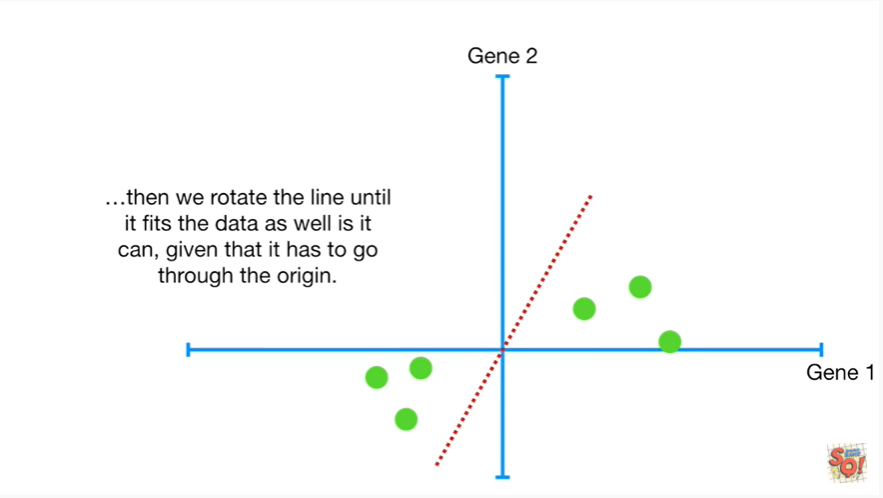 Gene 2
…then we rotate the line until
it fits the data as well is it
can, given that it has to go
through the origin.
Gene 1
SQ!